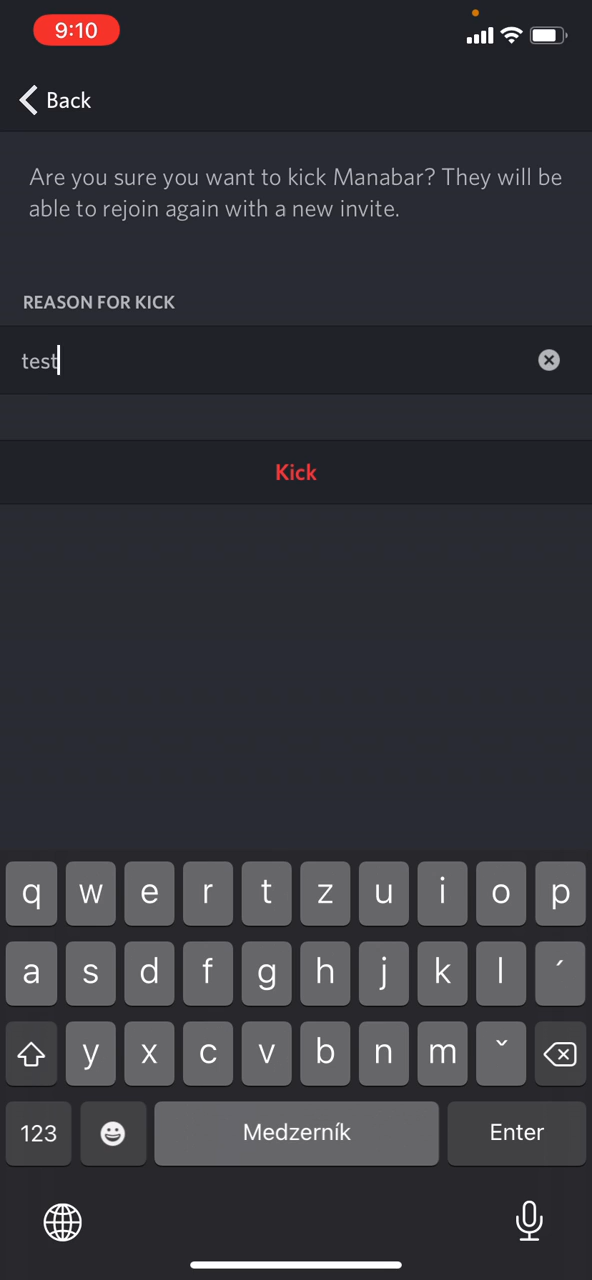 9:10
Back
Are you sure you want to kick Manabar? They will be
able to rejoin again with a new invite.
REASON FOR KICK
test
Kick
q w e r t z u i o p
a s d f g h j k l ´
y x c v b n m ˇ
123 Medzerník Enter